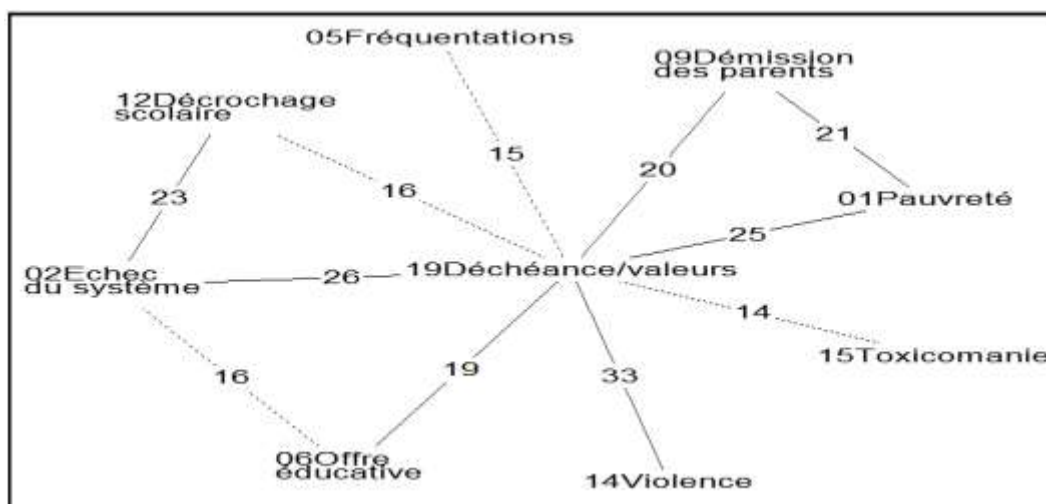 05Fréquentations
09Démission
des parents
12Décrochage
scolaire
15
20
21
23
16
01Pauvreté
25
02Echec
du système
26
19Déchéance/valeurs
14
15Toxicomanie
16
19
33
06Offre
éducative
14Violence